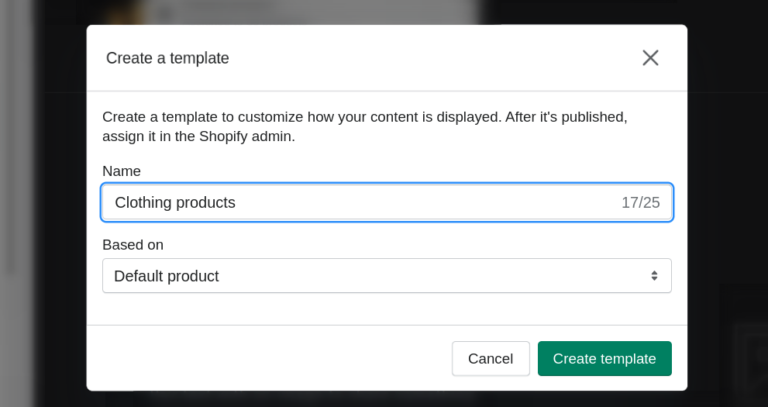 Create a template
Create a template to customize how your content is displayed. After it's published,
assign it in the Shopify admin.
Name
Clothing products 17/25
Based on
Default product
Cancel Create template